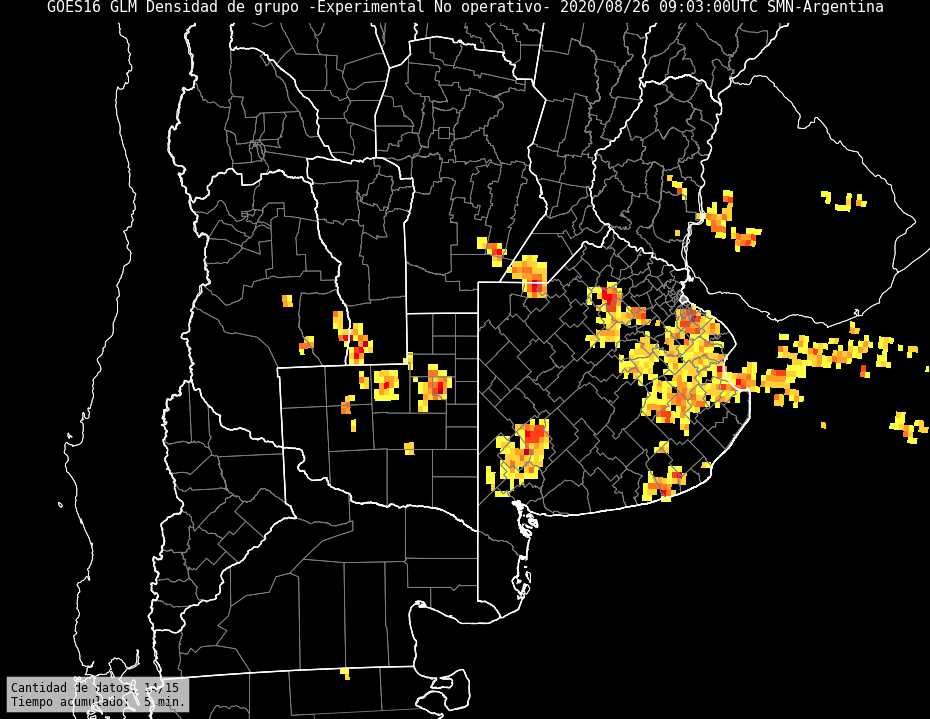 GOES16 GLM Densidad de grupo -Experimental No operativo- 2020/08/26 09:03:00UTC SMN-Argentina
Cantidad de datos: 14/15
Tiempo acumulado: 5 min.